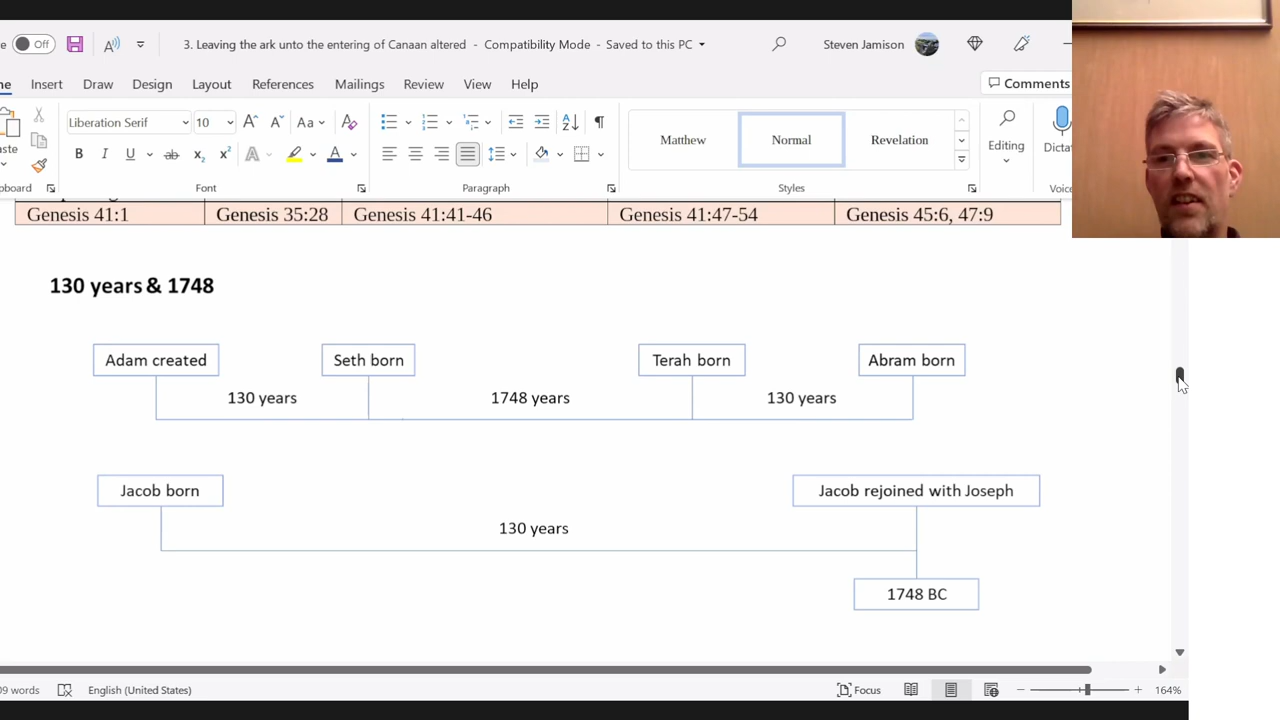 Off
3. Leaving the ark unto the entering of Canaan altered - Compatibility Mode - Saved to this PC
Steven Jamison
Insert Draw Design Layout References Mailings Review View Help
Comments
Liberation Serif 10
Matthew Normal Revelation
Editing
Font Paragraph Styles
Genesis 41:1 Genesis 35:28 Genesis 41:41-46 Genesis 41:47-54 Genesis 45:6, 47:9
130 years & 1748
Adam created Seth born Terah born Abram born
130 years 1748 years 130 years
Jacob born Jacob rejoined with Joseph
130 years
1748 BC
words English (United States) Focus 164%